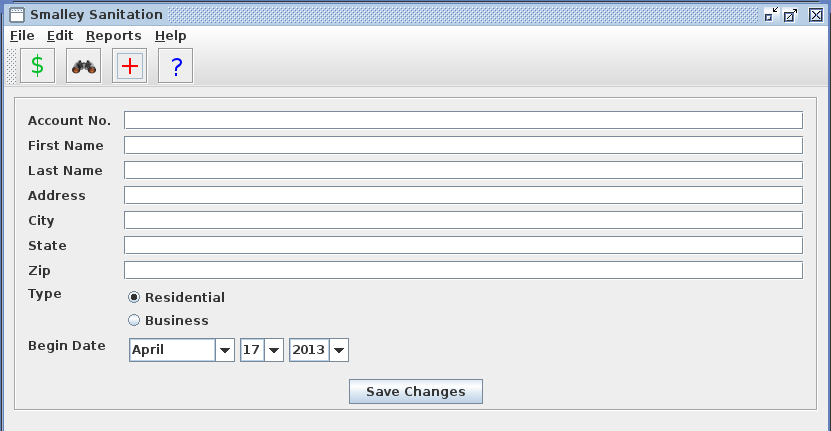 Smalley Sanitation
File Edit Reports Help
$ ?
Account No.
First Name
Last Name
Address
City
State
Zip
Type Residential
Business
Begin Date April 17 2013
Save Changes